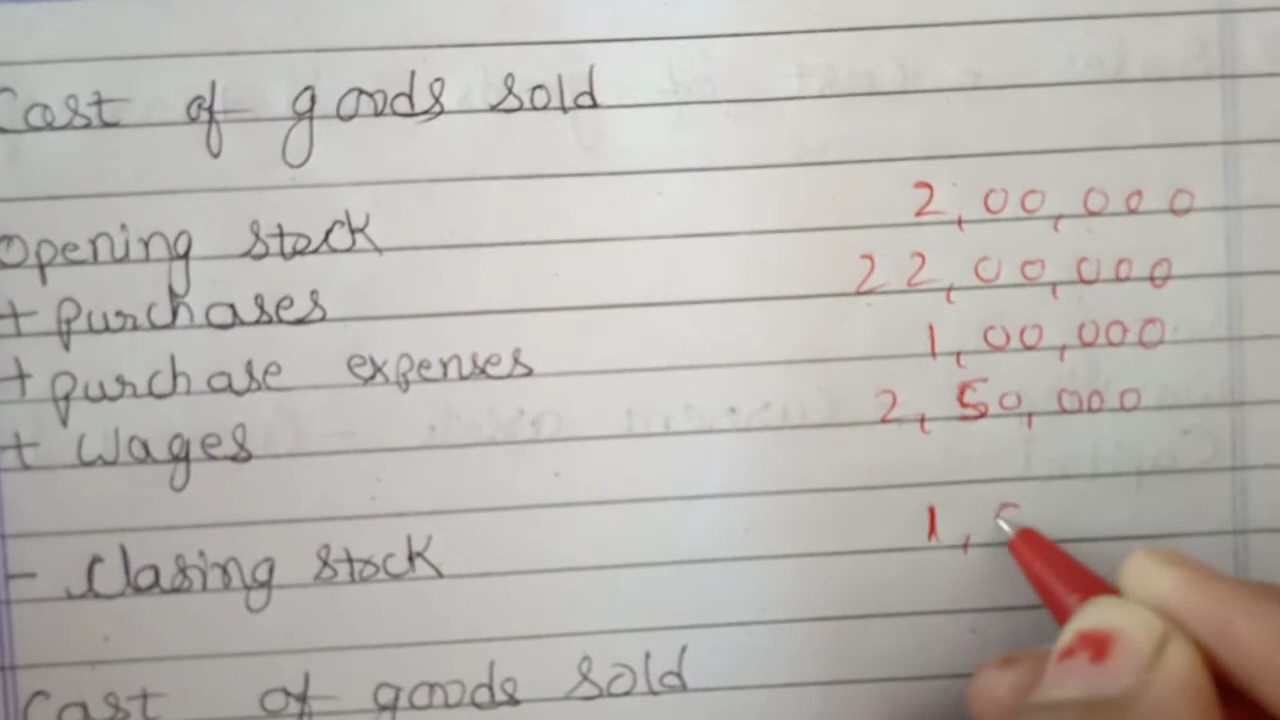 Cost of goods sold
Opening stock 2,00,000
+ purchases 22,00,000
+ purchase expenses 1,00,000
+ Wages 2,50,000
- Closing stock 1,
Cost of goods sold